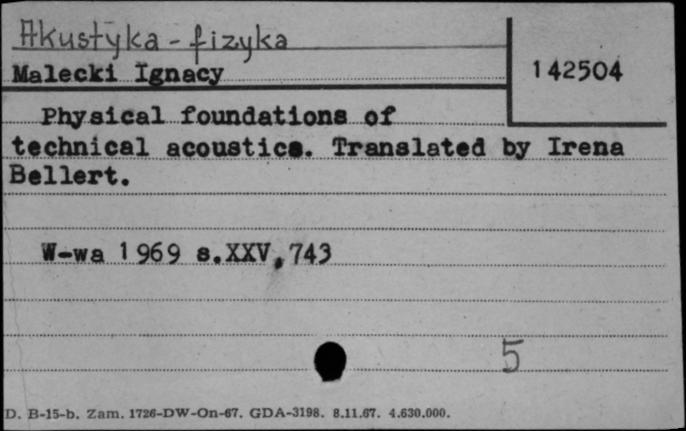 Akustyka - fizyka
Malecki Ignacy
142504
Physical foundations of
technical acoustics. Translated by Irena
Bellert.
W-wa 1969 s.XXV,743
5
D. B-15-b. Zam. 1726-DW-On-67. GDA-3198. 8.11.67. 4.630.000.